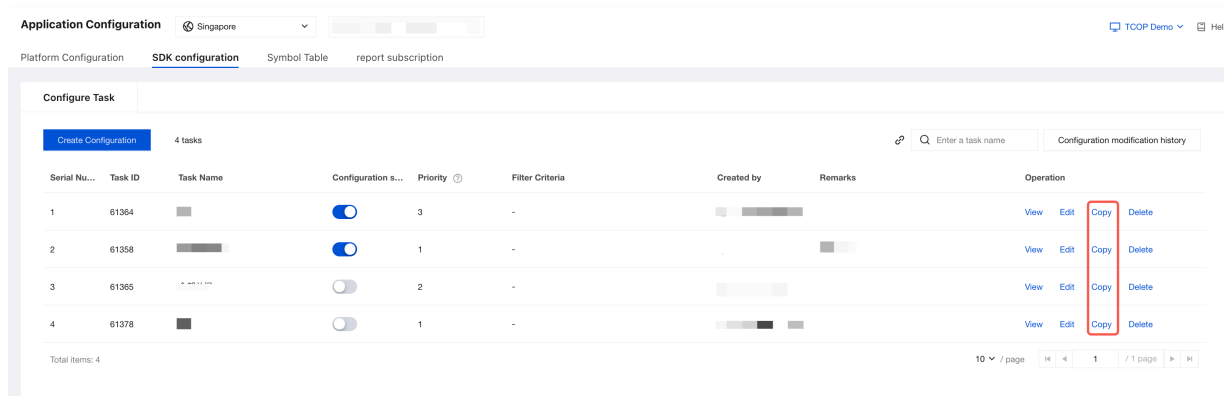 Application Configuration Singapore TCOP Demo Hel
Platform Configuration SDK configuration Symbol Table report subscription
Configure Task
Create Configuration 4 tasks Enter a task name Configuration modification history
Serial Nu... Task ID Task Name Configuration s... Priority Filter Criteria Created by Remarks Operation
1 61364 3 - View Edit Copy Delete
2 61358 1 - View Edit Copy Delete
3 61365 2 - View Edit Copy Delete
4 61378 1 - View Edit Copy Delete
Total items: 4 10 / page 1 / 1 page